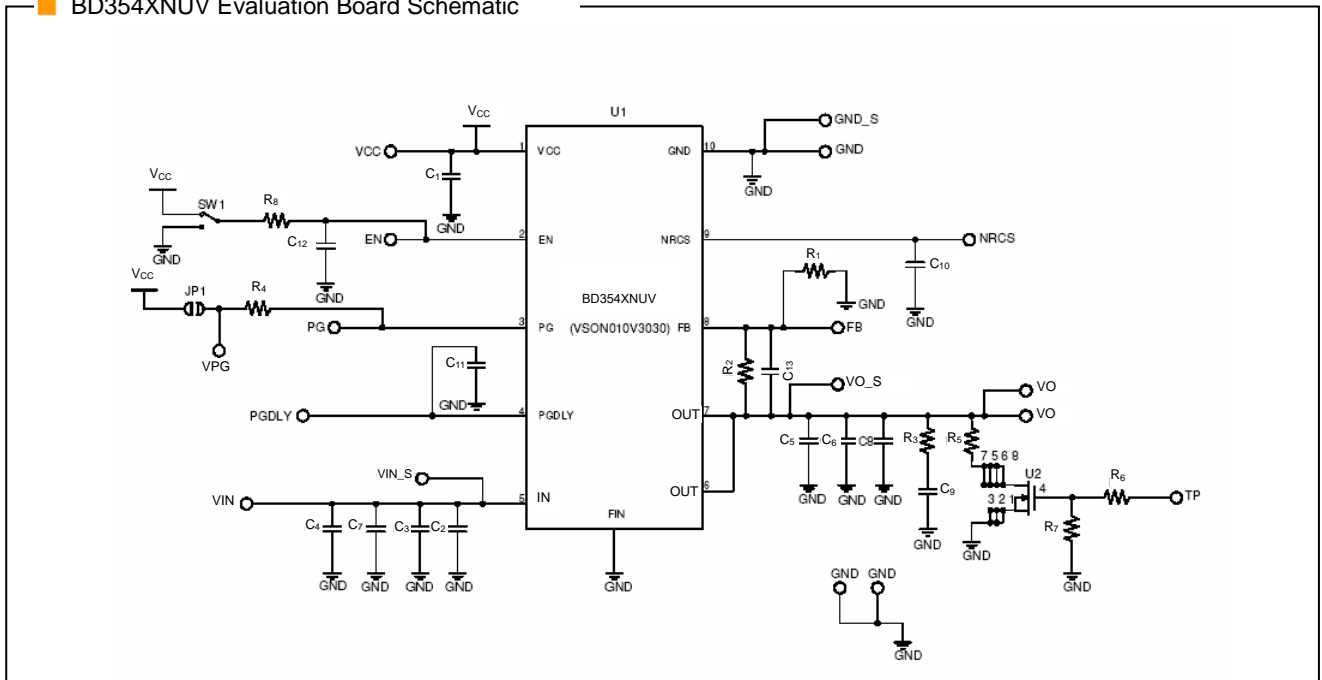 BD354XNUV Evaluation Board Schematic
U1
BD354XNUV
(VSON010V3030)
VCC
VCC
C1
GND
1 VCC
VCC
SW1
GND
R8
C12
GND
EN
2 EN
VCC
JP1
VPG
R4
PG
3 PG
C11
GND
PGDLY
4 PGDLY
VIN_S
VIN
5 IN
C4 C7 C3 C2
GND GND GND GND
FIN
GND
GND 10
GND_S
GND
GND
NRCS 9
NRCS
C10
GND
R1
GND
FB 8
FB
R2
C13
VO_S
OUT 7
VO
VO
OUT 6
C5 C6 C8
GND GND GND
R3
C9
GND
R5
7 5 6 8
U2
3 2 1
4
GND
R6
TP
R7
GND
GND GND
GND